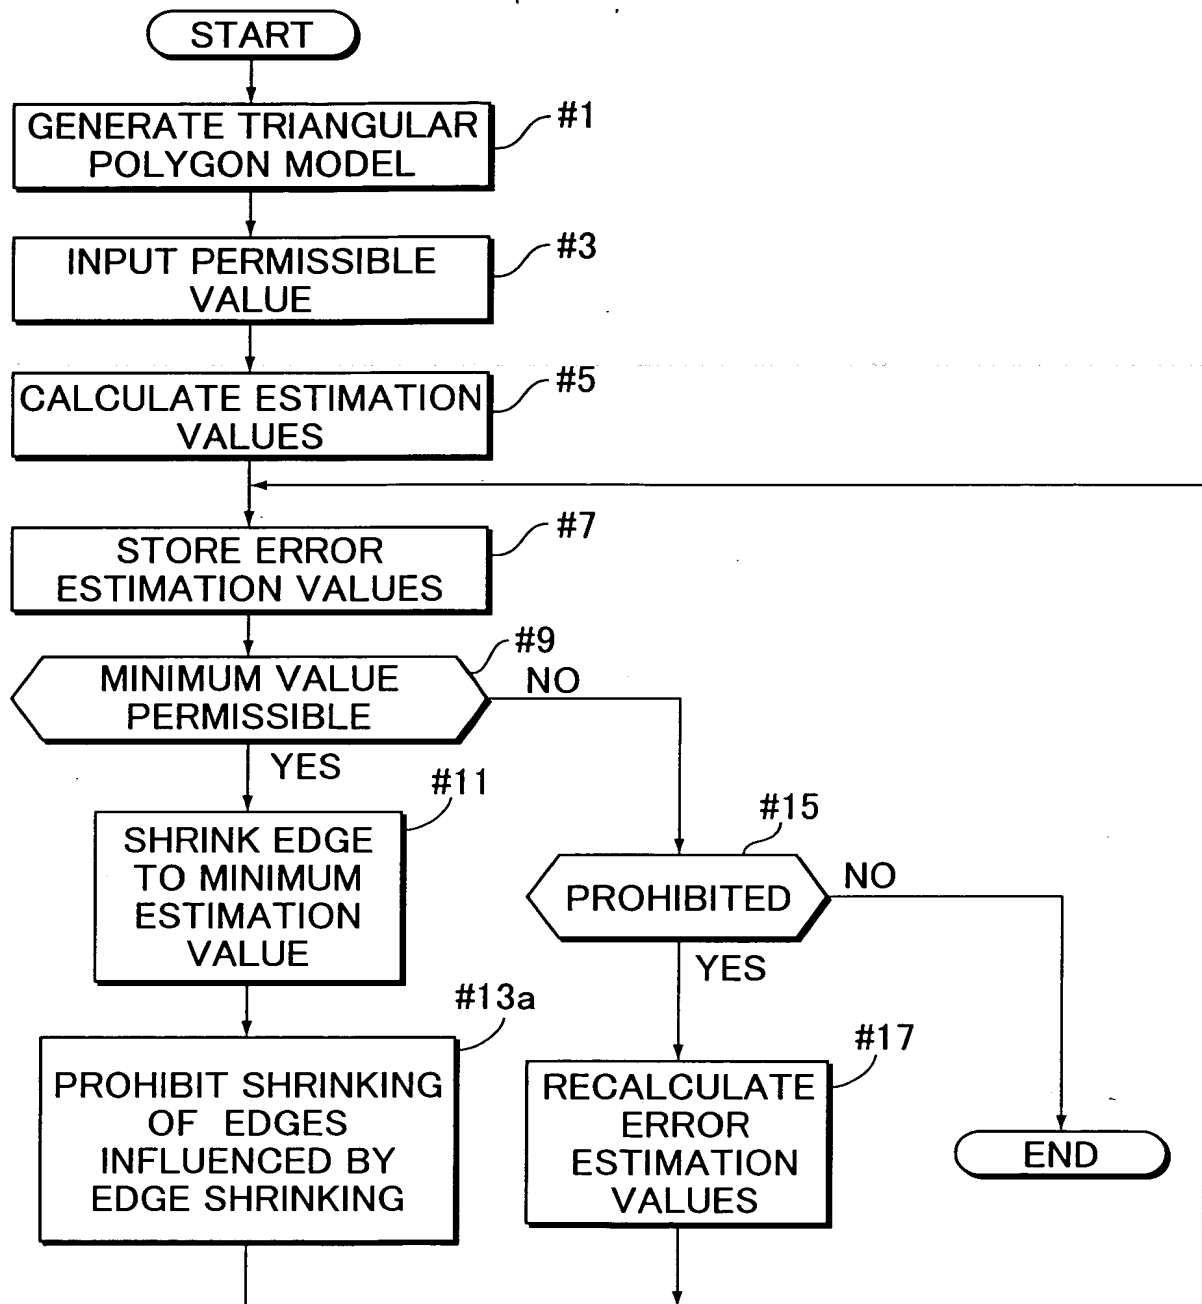 START
GENERATE TRIANGULAR
POLYGON MODEL
#1
INPUT PERMISSIBLE
VALUE
#3
CALCULATE ESTIMATION
VALUES
#5
STORE ERROR
ESTIMATION VALUES
#7
MINIMUM VALUE
PERMISSIBLE
#9
NO
YES
SHRINK EDGE
TO MINIMUM
ESTIMATION
VALUE
#11
PROHIBITED
#15
NO
YES
PROHIBIT SHRINKING
OF EDGES
INFLUENCED BY
EDGE SHRINKING
#13a
RECALCULATE
ERROR
ESTIMATION
VALUES
#17
END